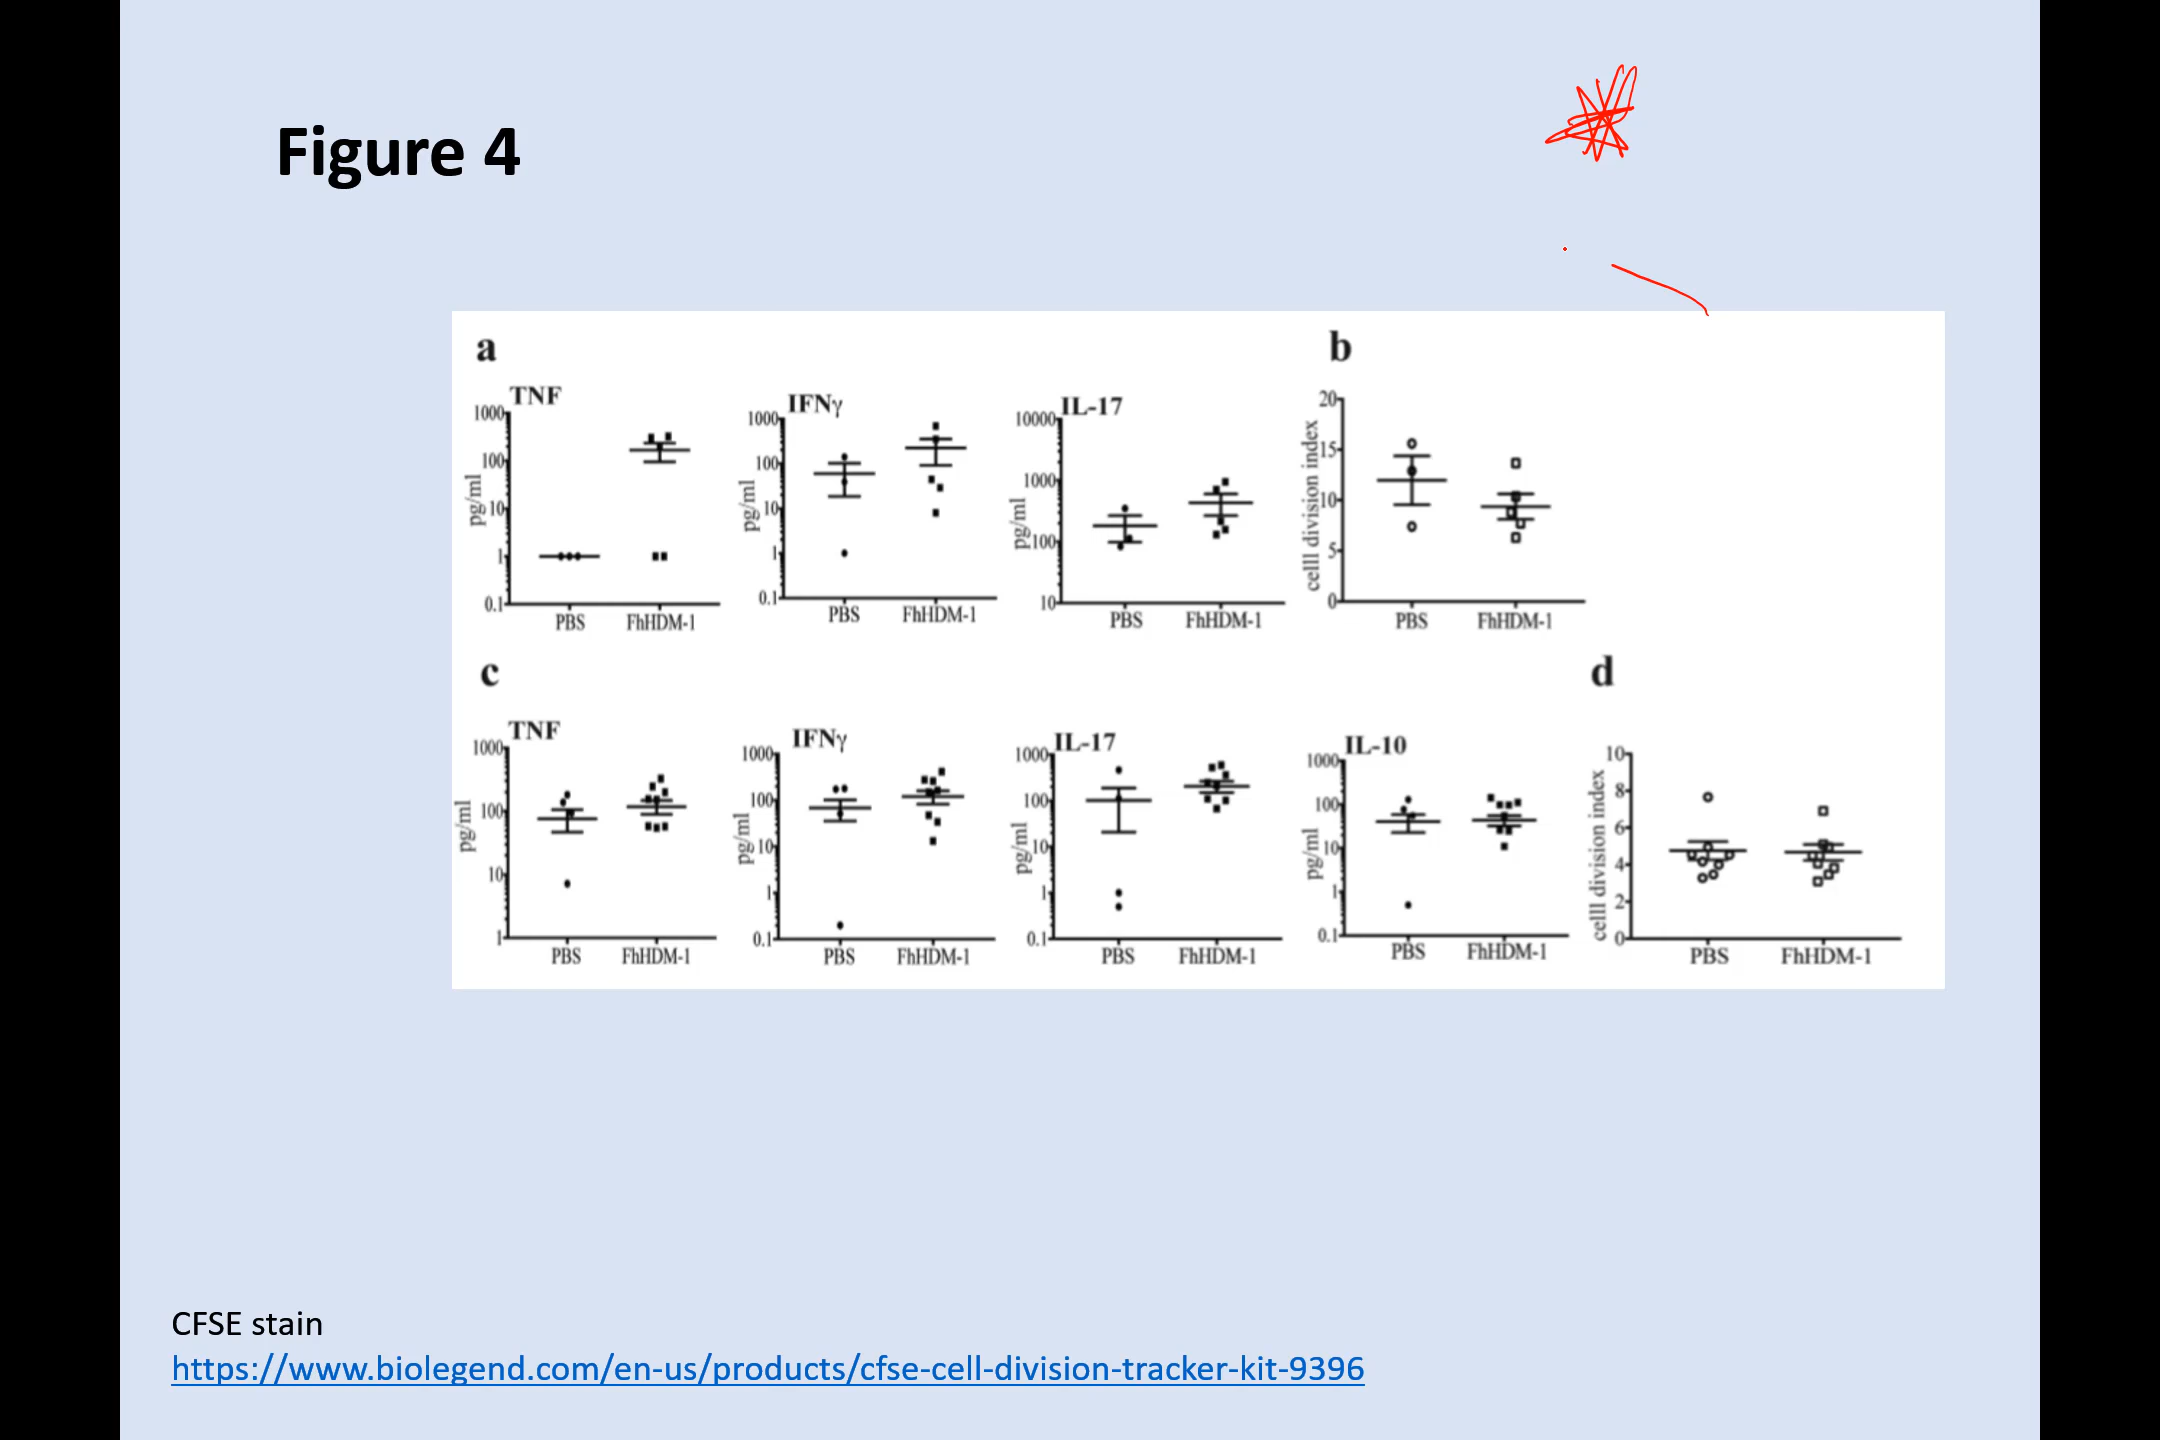 Figure 4
a
b
TNF
IFNγ
IL-17
1000
100
10
1
0.1
pg/ml
PBS
FhHDM-1
1000
100
10
1
0.1
pg/ml
PBS
FhHDM-1
10000
1000
100
10
pg/ml
PBS
FhHDM-1
20
15
10
5
0
celll division index
PBS
FhHDM-1
c
d
TNF
IFNγ
IL-17
IL-10
1000
100
10
1
pg/ml
PBS
FhHDM-1
1000
100
10
1
0.1
pg/ml
PBS
FhHDM-1
1000
100
10
1
0.1
pg/ml
PBS
FhHDM-1
1000
100
10
1
0.1
pg/ml
PBS
FhHDM-1
10
8
6
4
2
0
celll division index
PBS
FhHDM-1
CFSE stain
https://www.biolegend.com/en-us/products/cfse-cell-division-tracker-kit-9396